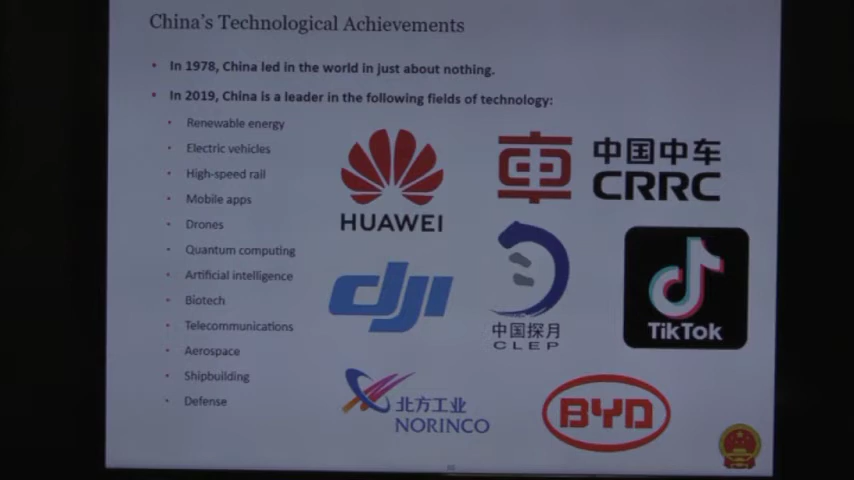 China's Technological Achievements
• In 1978, China led in the world in just about nothing.
• In 2019, China is a leader in the following fields of technology:
• Renewable energy
• Electric vehicles
• High-speed rail
• Mobile apps
• Drones
• Quantum computing
• Artificial intelligence
• Biotech
• Telecommunications
• Aerospace
• Shipbuilding
• Defense
HUAWEI
中国中车
CRRC
dji
中国探月
CLEP
TikTok
北方工业
NORINCO
BYD